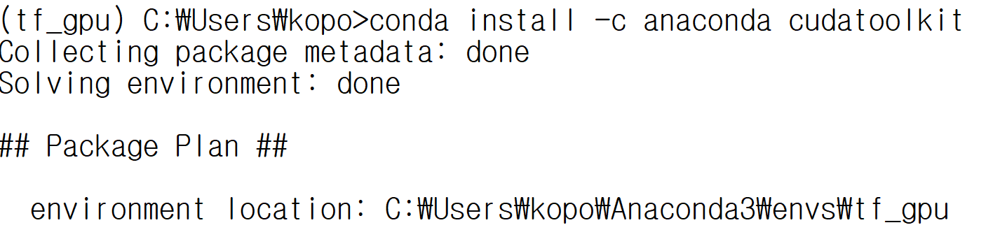 (tf_gpu) C:₩Users₩kopo>conda install -c anaconda cudatoolkit
Collecting package metadata: done
Solving environment: done
## Package Plan ##
environment location: C:₩Users₩kopo₩Anaconda3₩envs₩tf_gpu